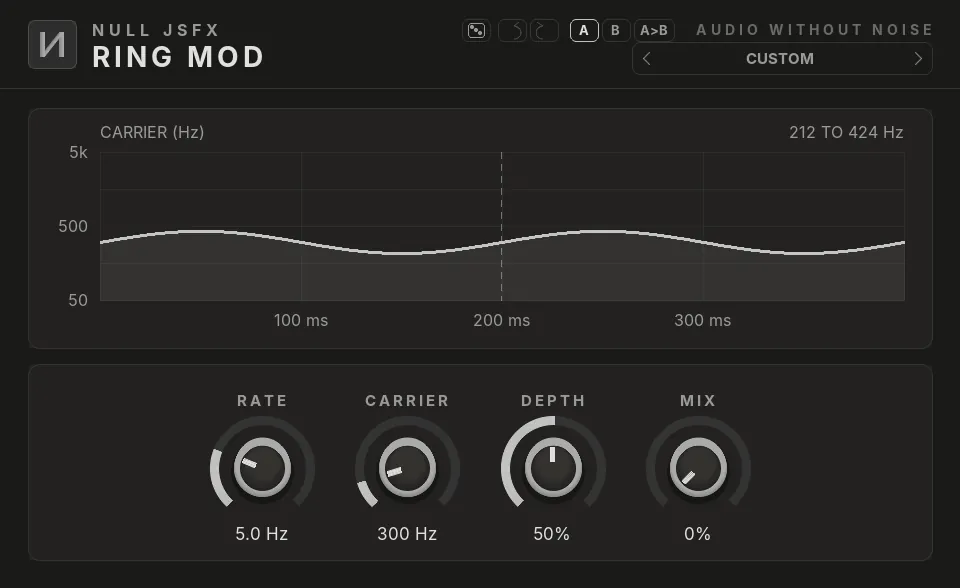 NULL JSFX
RING MOD
A B A>B AUDIO WITHOUT NOISE
CUSTOM
CARRIER (Hz) 212 TO 424 Hz
5k
500
50
100 ms 200 ms 300 ms
RATE CARRIER DEPTH MIX
5.0 Hz 300 Hz 50% 0%